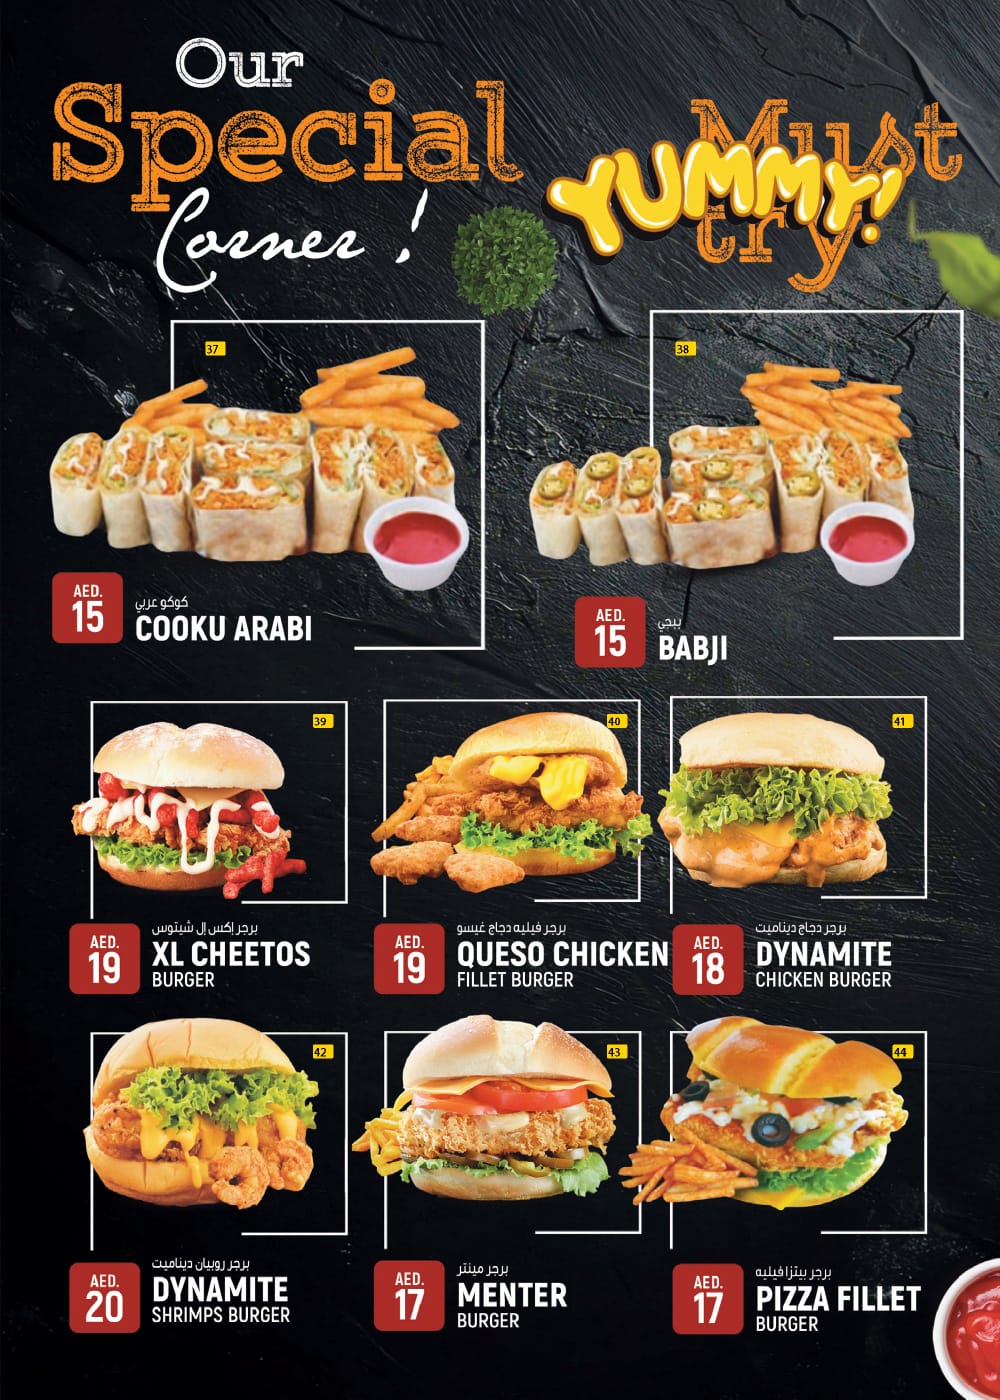 Our
Special
Corner !
Must
try
YUMMY!
37
38
AED.
15
كوكو عربي
COOKU ARABI
AED.
15
ببجي
BABJI
39
40
41
AED.
19
برجر إكس إل شيتوس
XL CHEETOS
BURGER
AED.
19
برجر فيليه دجاج غيسو
QUESO CHICKEN
FILLET BURGER
AED.
18
برجر دجاج ديناميت
DYNAMITE
CHICKEN BURGER
42
43
44
AED.
20
برجر روبيان ديناميت
DYNAMITE
SHRIMPS BURGER
AED.
17
برجر مينتر
MENTER
BURGER
AED.
17
برجر بيتزا فيليه
PIZZA FILLET
BURGER